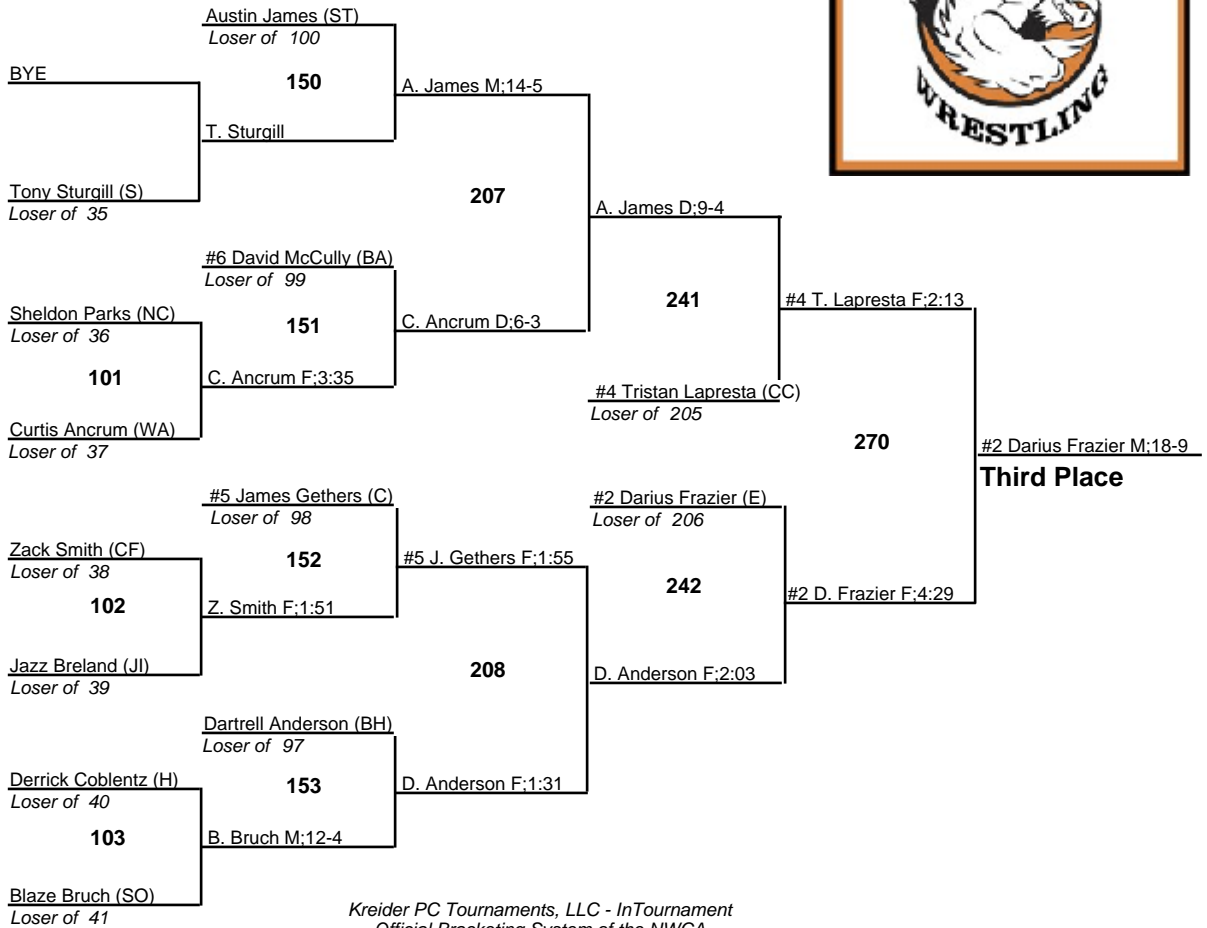 Austin James (ST)
Loser of 100
BYE
150
A. James M;14-5
T. Sturgill
Tony Sturgill (S)
Loser of 35
207
A. James D;9-4
#6 David McCully (BA)
Loser of 99
Sheldon Parks (NC)
Loser of 36
151
C. Ancrum D;6-3
241
#4 T. Lapresta F;2:13
101
C. Ancrum F;3:35
#4 Tristan Lapresta (CC)
Loser of 205
Curtis Ancrum (WA)
Loser of 37
270
#2 Darius Frazier M;18-9
Third Place
#5 James Gethers (C)
Loser of 98
#2 Darius Frazier (E)
Loser of 206
Zack Smith (CF)
Loser of 38
152
#5 J. Gethers F;1:55
242
102
Z. Smith F;1:51
#2 D. Frazier F;4:29
Jazz Breland (JI)
Loser of 39
208
D. Anderson F;2:03
Dartrell Anderson (BH)
Loser of 97
Derrick Coblentz (H)
Loser of 40
153
D. Anderson F;1:31
103
B. Bruch M;12-4
Blaze Bruch (SO)
Loser of 41
Kreider PC Tournaments, LLC - InTournament
Official Bracketing System of the NWCA
WRESTLING